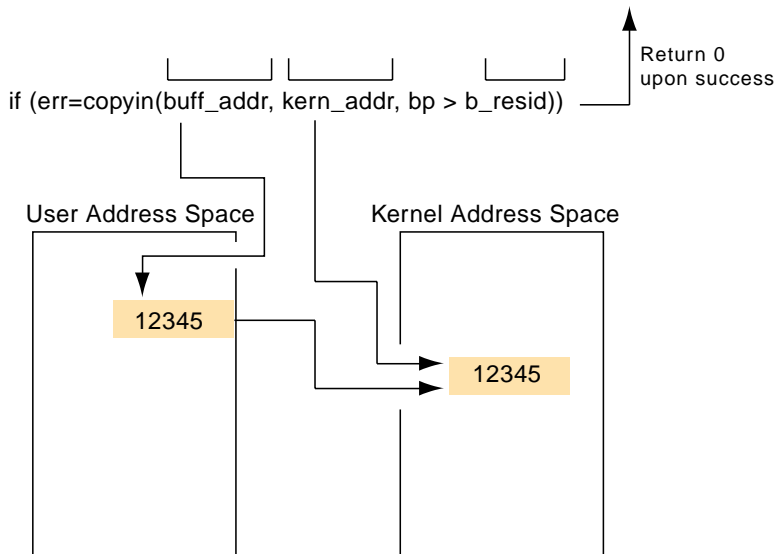 Return 0
upon success
if (err=copyin(buff_addr, kern_addr, bp > b_resid))
User Address Space
Kernel Address Space
12345
12345